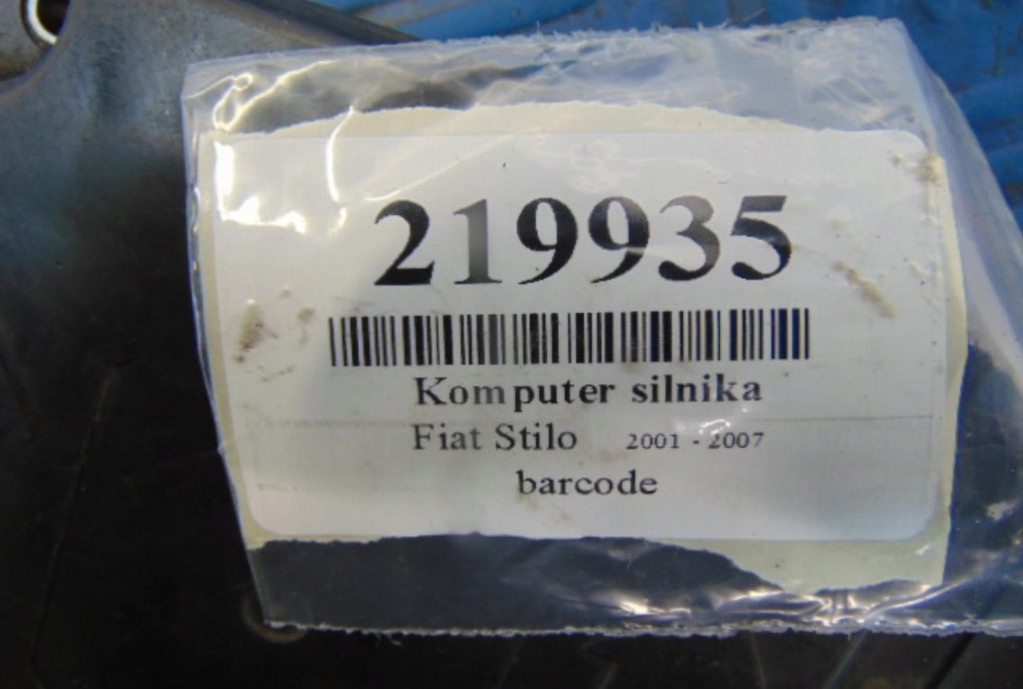 219935
Komputer silnika
Fiat Stilo 2001 - 2007
barcode